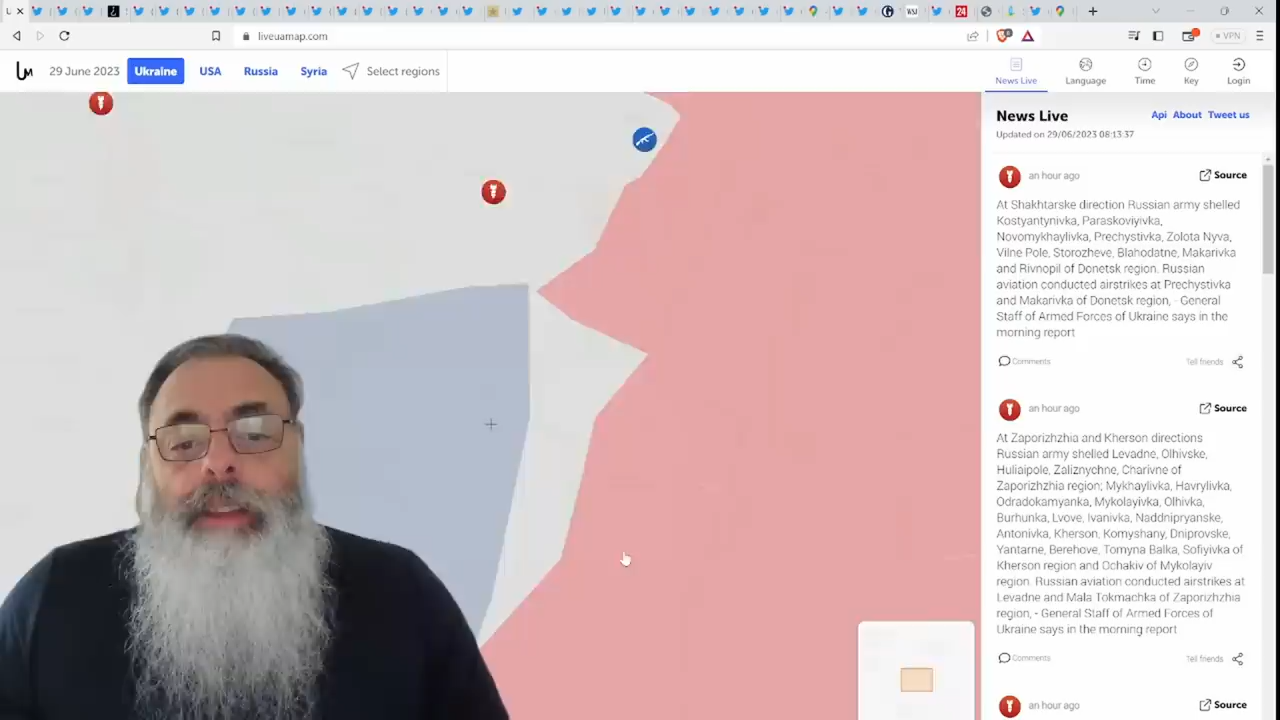 liveuamap.com
VPN
29 June 2023
Ukraine
USA
Russia
Syria
Select regions
News Live
Language
Time
Key
Login
News Live
Api
About
Tweet us
Updated on 29/06/2023 08:13:37
an hour ago
Source
At Shakhtarske direction Russian army shelled
Kostyantynivka, Paraskoviyivka,
Novomykhaylivka, Prechystivka, Zolota Nyva,
Vilne Pole, Storozheve, Blahodatne, Makarivka
and Rivnopil of Donetsk region. Russian
aviation conducted airstrikes at Prechystivka
and Makarivka of Donetsk region, - General
Staff of Armed Forces of Ukraine says in the
morning report
Comments
Tell friends
an hour ago
Source
At Zaporizhzhia and Kherson directions
Russian army shelled Levadne, Olhivske,
Huliaipole, Zaliznychne, Charivne of
Zaporizhzhia region; Mykhaylivka, Havrylivka,
Odradokamyanka, Mykolayivka, Olhivka,
Burhunka, Lvove, Ivanivka, Naddnipryanske,
Antonivka, Kherson, Komyshany, Dniprovske,
Yantarne, Berehove, Tomyna Balka, Sofiyivka of
Kherson region and Ochakiv of Mykolayiv
region. Russian aviation conducted airstrikes at
Levadne and Mala Tokmachka of Zaporizhzhia
region, - General Staff of Armed Forces of
Ukraine says in the morning report
Comments
Tell friends
an hour ago
Source